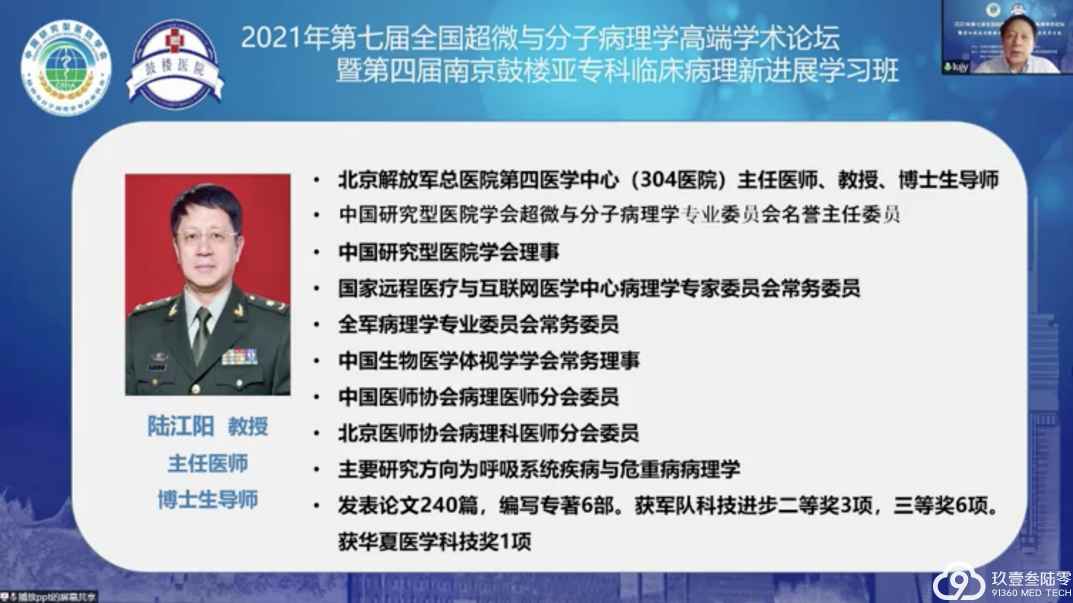 2021年第七届全国超微与分子病理学高端学术论坛
暨第四届南京鼓楼亚专科临床病理新进展学习班
鼓楼医院
lujy
• 北京解放军总医院第四医学中心（304医院）主任医师、教授、博士生导师
• 中国研究型医院学会超微与分子病理学专业委员会名誉主任委员
• 中国研究型医院学会理事
• 国家远程医疗与互联网医学中心病理学专家委员会常务委员
• 全军病理学专业委员会常务委员
• 中国生物医学体视学学会常务理事
• 中国医师协会病理医师分会委员
• 北京医师协会病理科医师分会委员
• 主要研究方向为呼吸系统疾病与危重病病理学
• 发表论文240篇，编写专著6部。获军队科技进步二等奖3项，三等奖6项。
获华夏医学科技奖1项
陆江阳 教授
主任医师
博士生导师
播放ppt的屏幕共享
玖壹叁陆零
91360 MED TECH